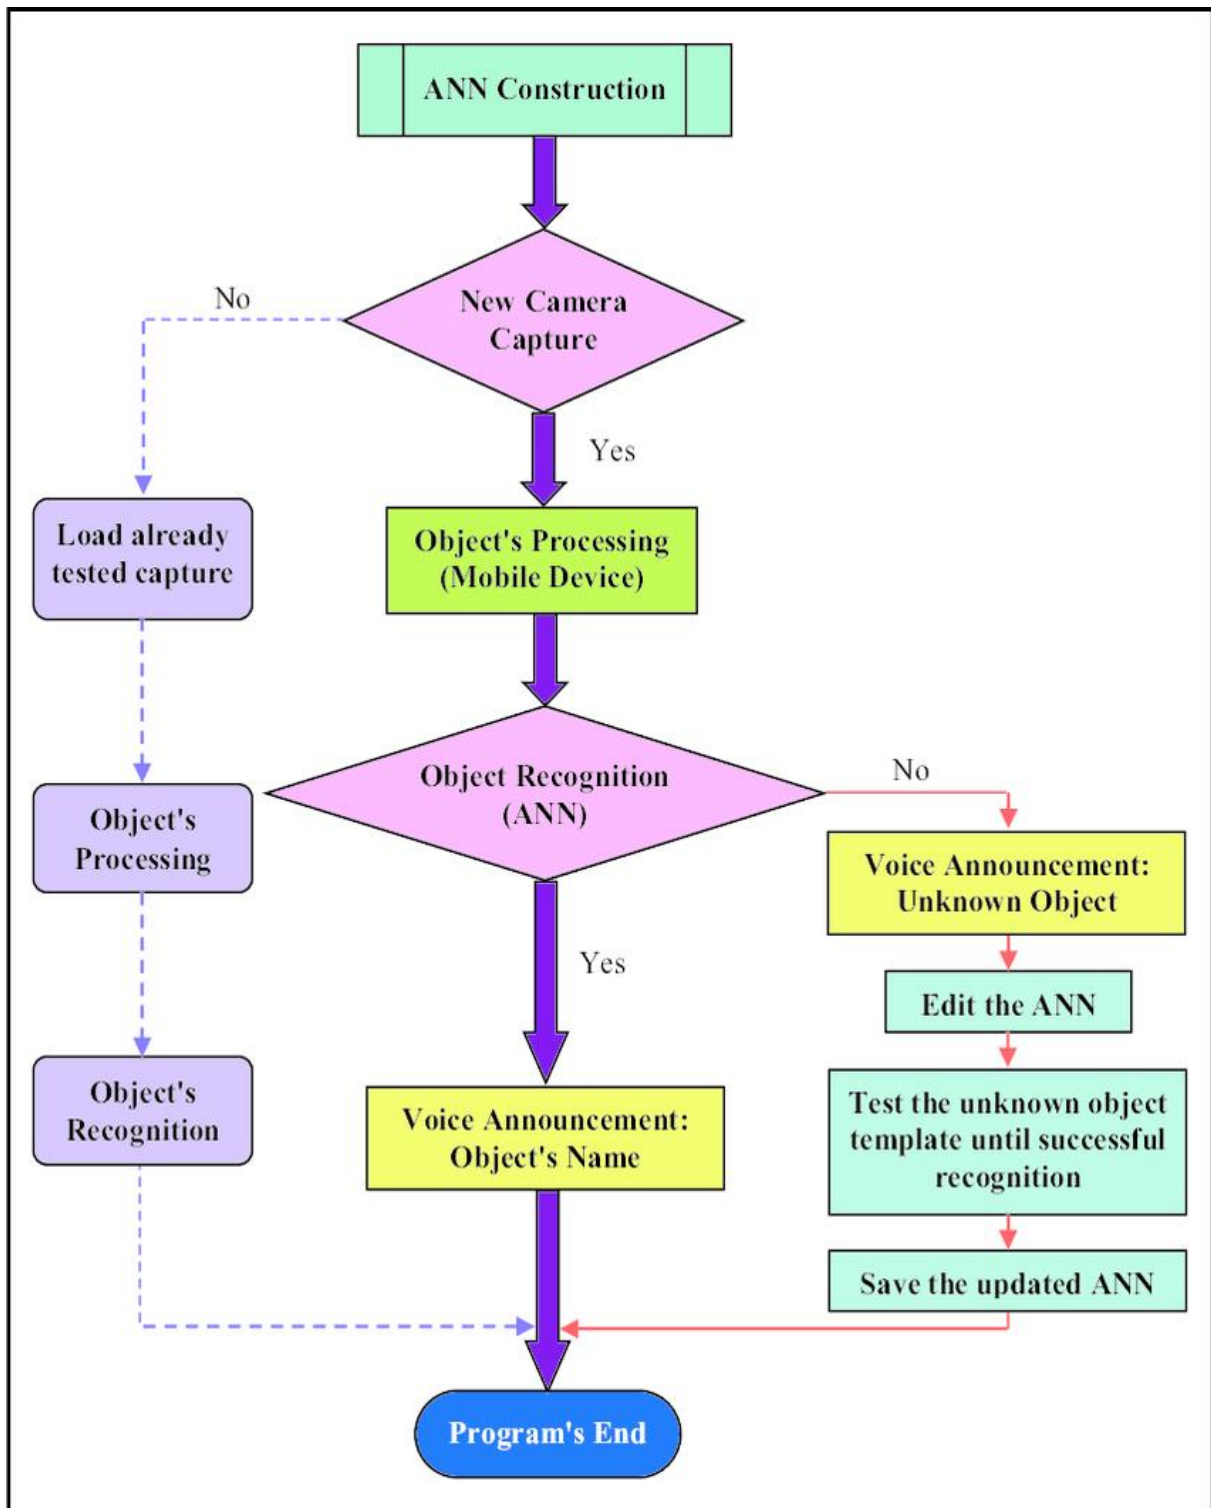 ANN Construction
New Camera
Capture
No
Yes
Load already
tested capture
Object's Processing
(Mobile Device)
Object Recognition
(ANN)
No
Object's
Processing
Voice Announcement:
Unknown Object
Yes
Edit the ANN
Object's
Recognition
Voice Announcement:
Object's Name
Test the unknown object
template until successful
recognition
Save the updated ANN
Program's End